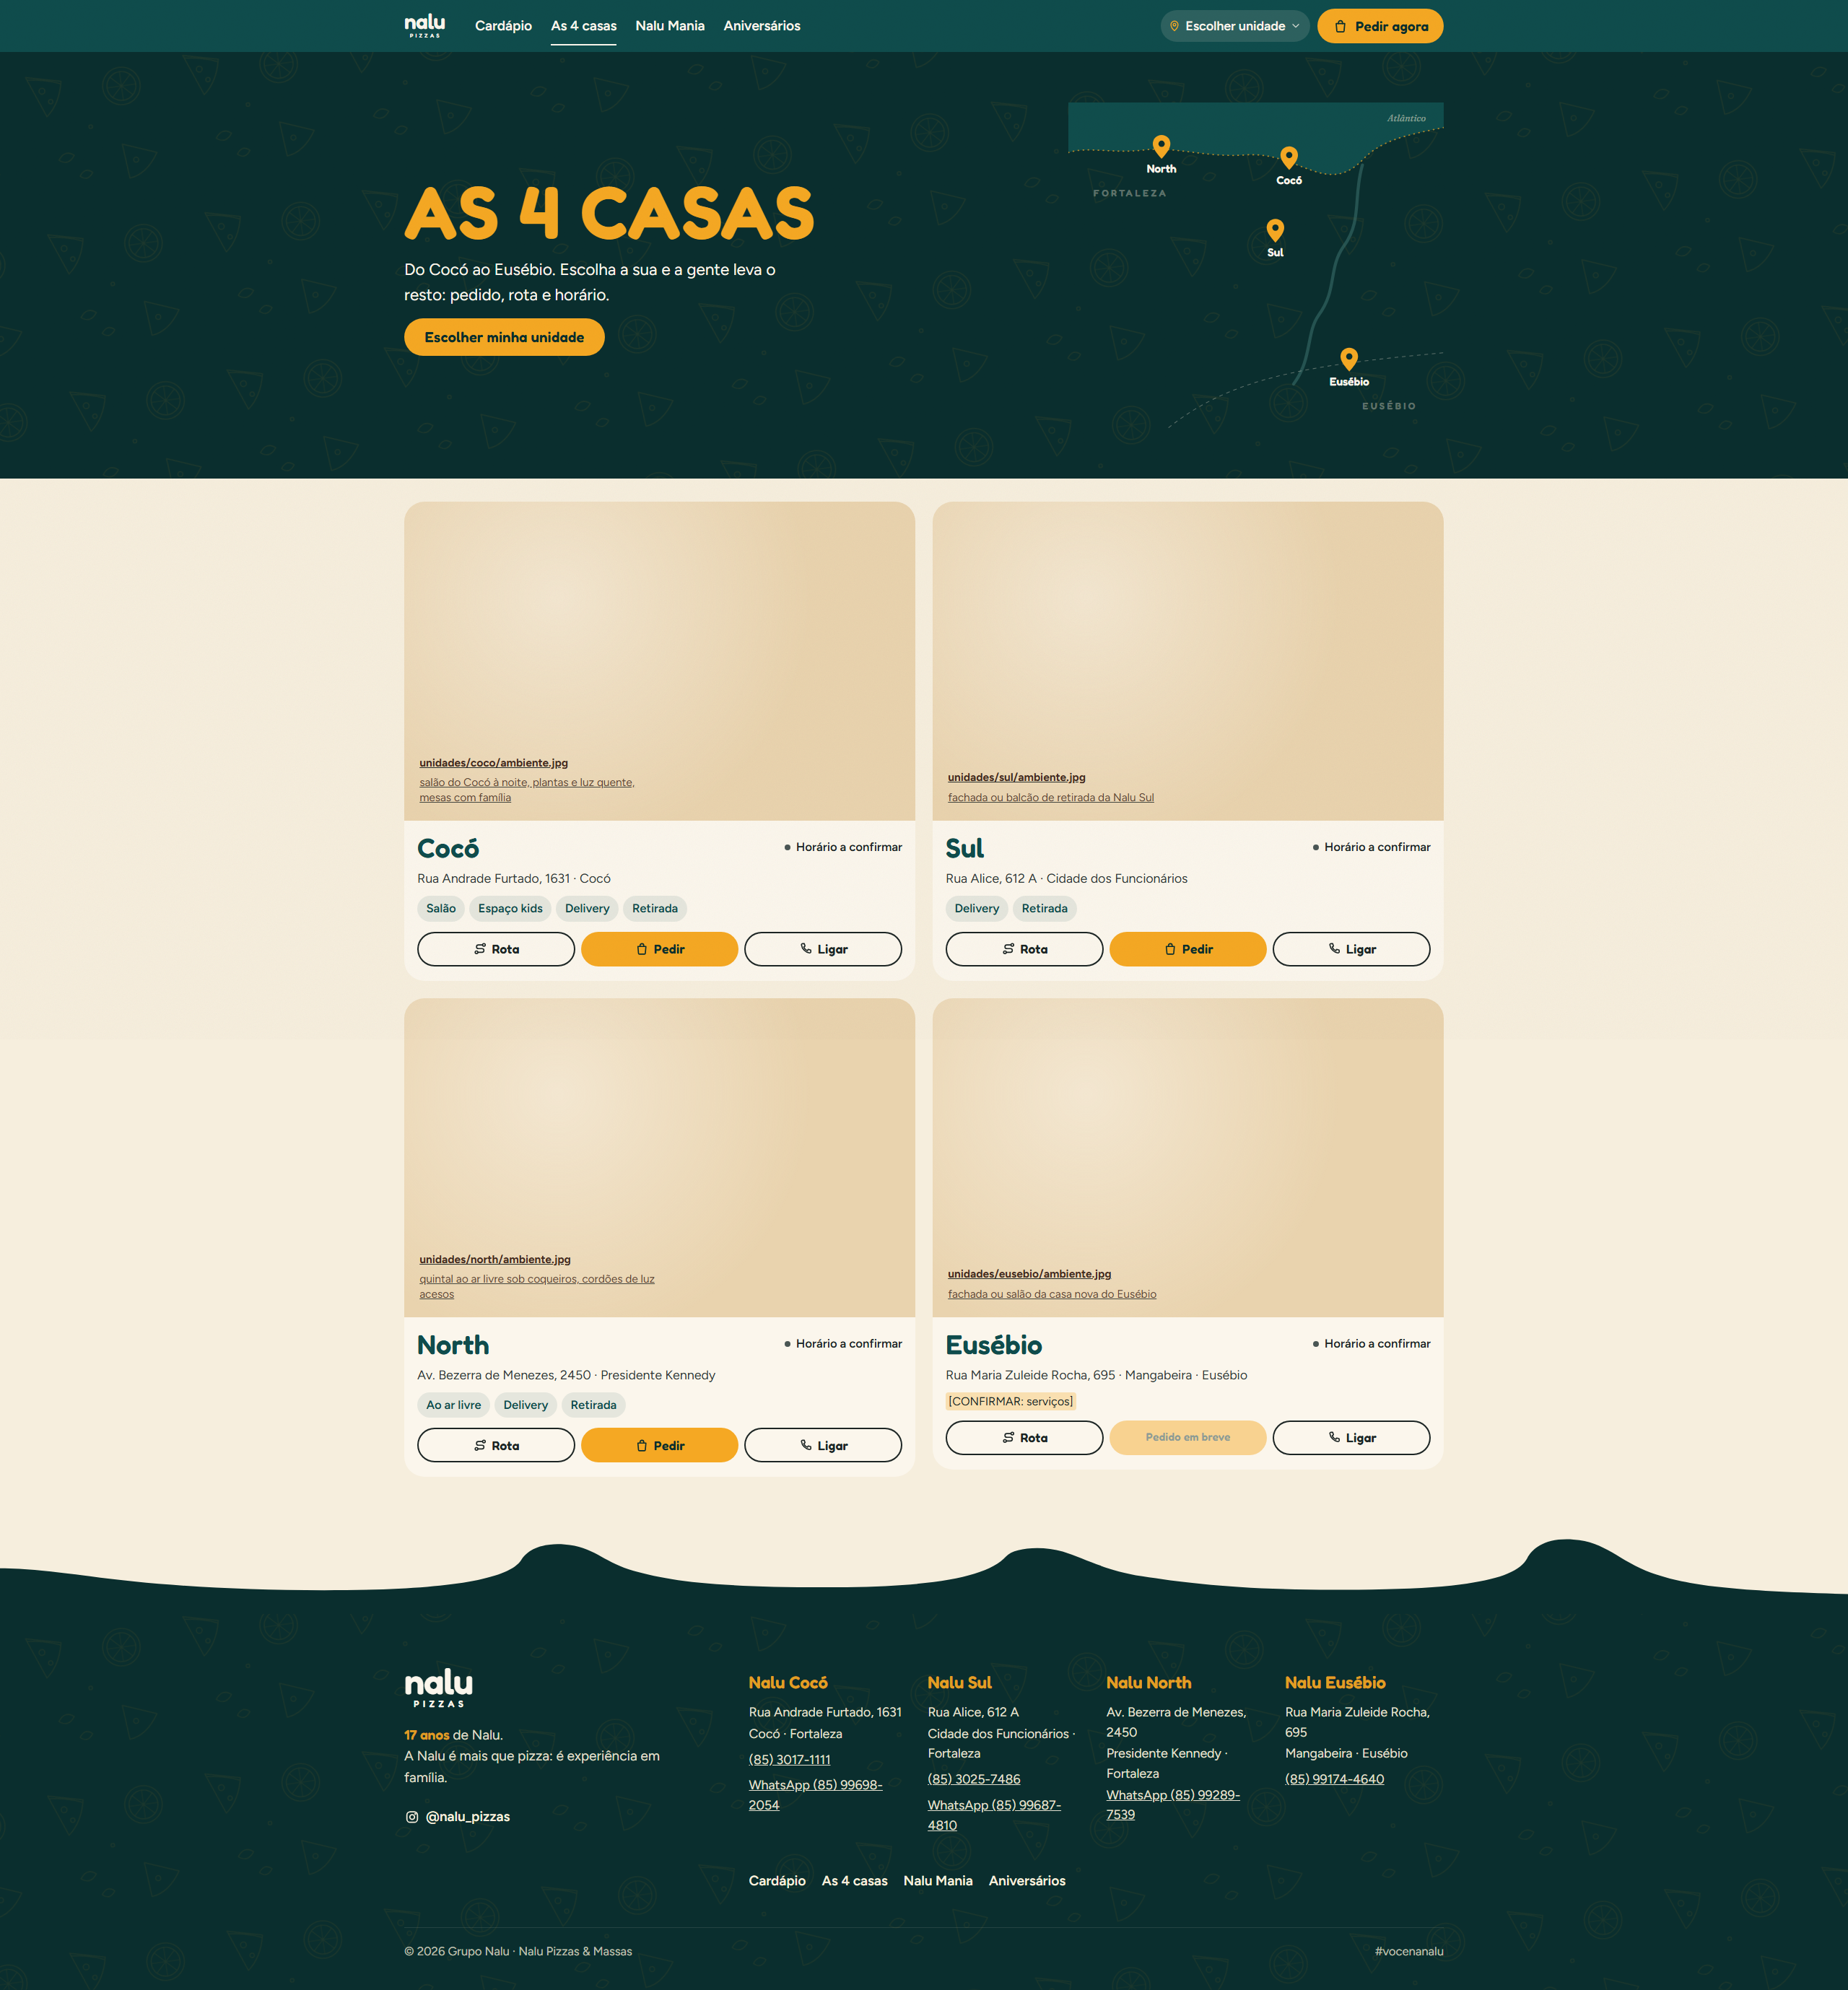 nalu
PIZZAS
Cardápio
As 4 casas
Nalu Mania
Aniversários
Escolher unidade
Pedir agora
AS 4 CASAS
Do Cocó ao Eusébio. Escolha a sua e a gente leva o
resto: pedido, rota e horário.
Escolher minha unidade
Atlântico
North
Cocó
FORTALEZA
Sul
Eusébio
EUSÉBIO
unidades/coco/ambiente.jpg
salão do Cocó à noite, plantas e luz quente,
mesas com família
Cocó
Horário a confirmar
Rua Andrade Furtado, 1631 · Cocó
Salão
Espaço kids
Delivery
Retirada
Rota
Pedir
Ligar
unidades/sul/ambiente.jpg
fachada ou balcão de retirada da Nalu Sul
Sul
Horário a confirmar
Rua Alice, 612 A · Cidade dos Funcionários
Delivery
Retirada
Rota
Pedir
Ligar
unidades/north/ambiente.jpg
quintal ao ar livre sob coqueiros, cordões de luz
acesos
North
Horário a confirmar
Av. Bezerra de Menezes, 2450 · Presidente Kennedy
Ao ar livre
Delivery
Retirada
Rota
Pedir
Ligar
unidades/eusebio/ambiente.jpg
fachada ou salão da casa nova do Eusébio
Eusébio
Horário a confirmar
Rua Maria Zuleide Rocha, 695 · Mangabeira · Eusébio
[CONFIRMAR: serviços]
Rota
Pedido em breve
Ligar
nalu
PIZZAS
17 anos de Nalu.
A Nalu é mais que pizza: é experiência em
família.
@nalu_pizzas
Nalu Cocó
Rua Andrade Furtado, 1631
Cocó · Fortaleza
(85) 3017-1111
WhatsApp (85) 99698-
2054
Nalu Sul
Rua Alice, 612 A
Cidade dos Funcionários ·
Fortaleza
(85) 3025-7486
WhatsApp (85) 99687-
4810
Nalu North
Av. Bezerra de Menezes,
2450
Presidente Kennedy ·
Fortaleza
WhatsApp (85) 99289-
7539
Nalu Eusébio
Rua Maria Zuleide Rocha,
695
Mangabeira · Eusébio
(85) 99174-4640
Cardápio
As 4 casas
Nalu Mania
Aniversários
© 2026 Grupo Nalu · Nalu Pizzas & Massas
#vocenanalu